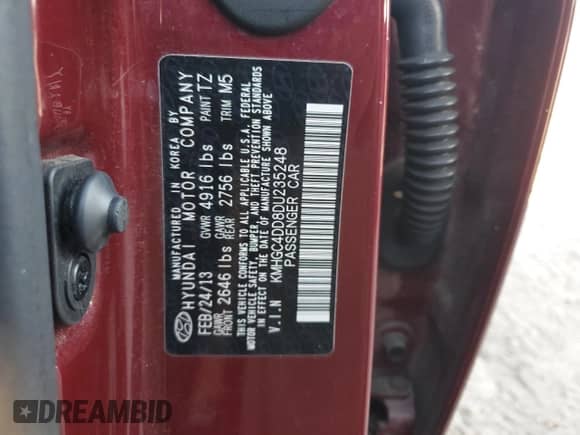 MANUFACTURED IN KOREA BY
HYUNDAI MOTOR COMPANY
FEB/24/13 GVWR 4916 lbs PAINT TZ
GAWR FRONT 2646 lbs GAWR REAR 2756 lbs TRIM M5
THIS VEHICLE CONFORMS TO ALL APPLICABLE U.S.A. FEDERAL
MOTOR VEHICLE SAFETY, BUMPER, AND THEFT PREVENTION STANDARDS
IN EFFECT ON THE DATE OF MANUFACTURE SHOWN ABOVE
V.I.N KMHGC4DD8DU235248
PASSENGER CAR
DREAMBID